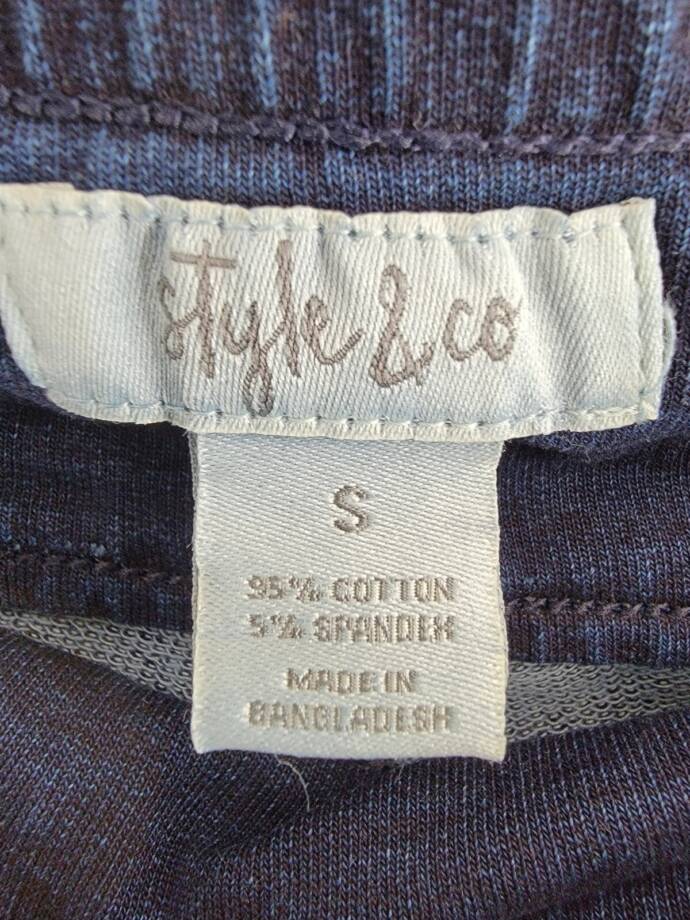 style & co
S
95% COTTON
5% SPANDEX
MADE IN
BANGLADESH